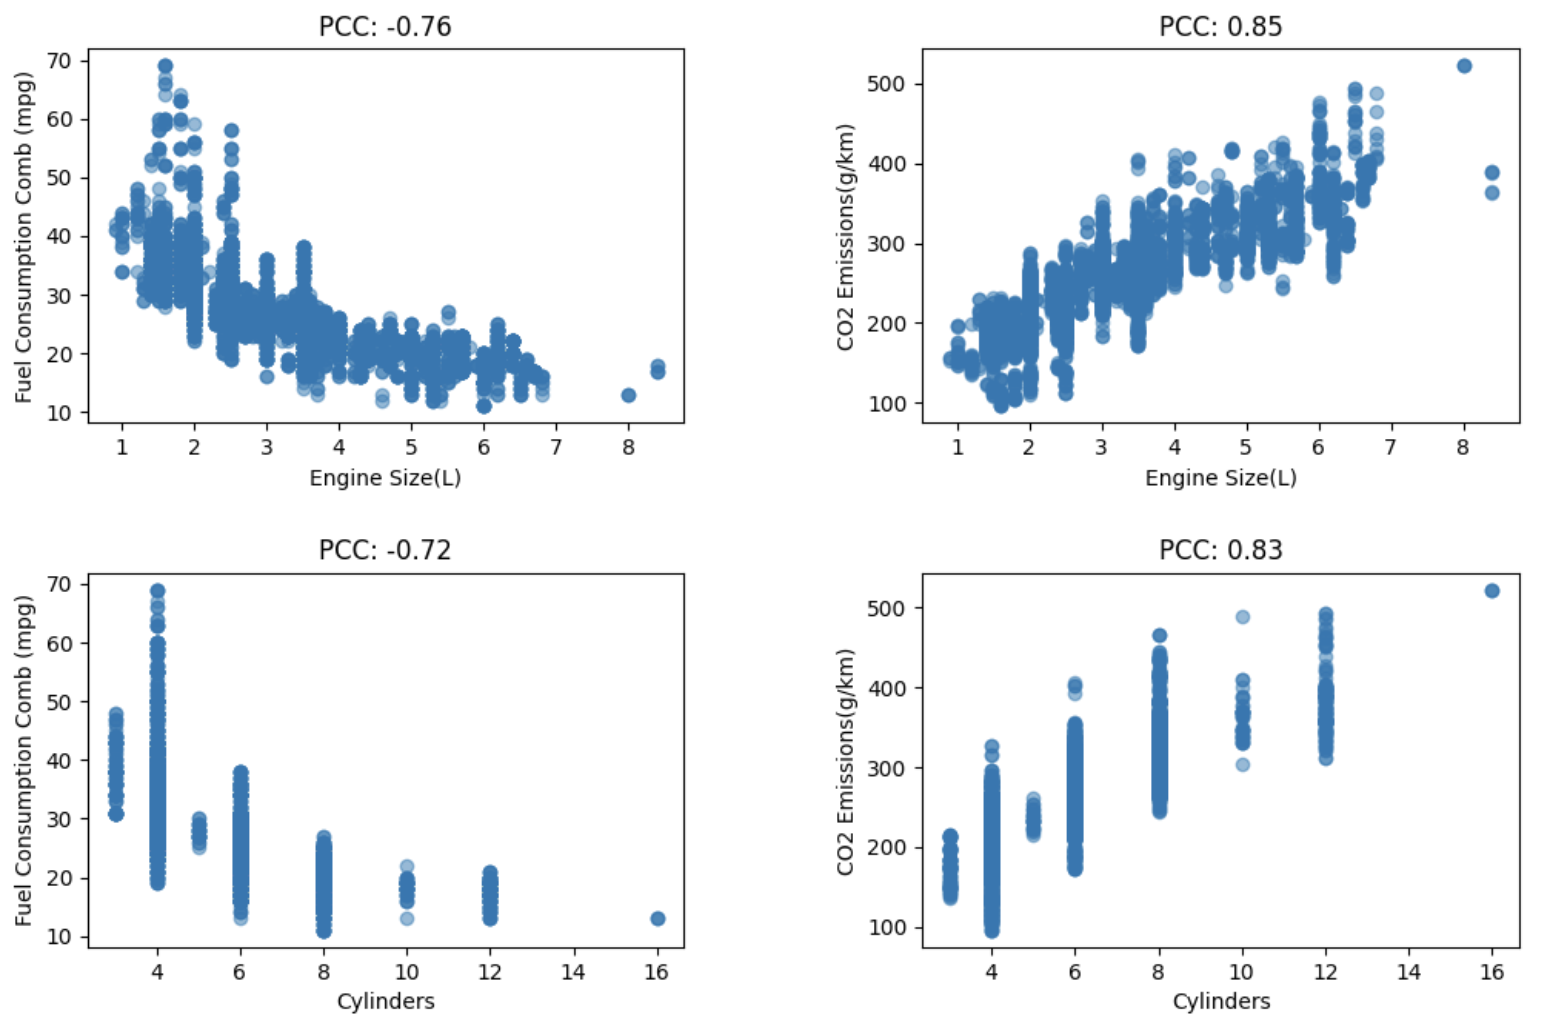 PCC: -0.76
70
60
50
40
30
20
10
Fuel Consumption Comb (mpg)
1 2 3 4 5 6 7 8
Engine Size(L)
PCC: 0.85
500
400
300
200
100
CO2 Emissions(g/km)
1 2 3 4 5 6 7 8
Engine Size(L)
PCC: -0.72
70
60
50
40
30
20
10
Fuel Consumption Comb (mpg)
4 6 8 10 12 14 16
Cylinders
PCC: 0.83
500
400
300
200
100
CO2 Emissions(g/km)
4 6 8 10 12 14 16
Cylinders